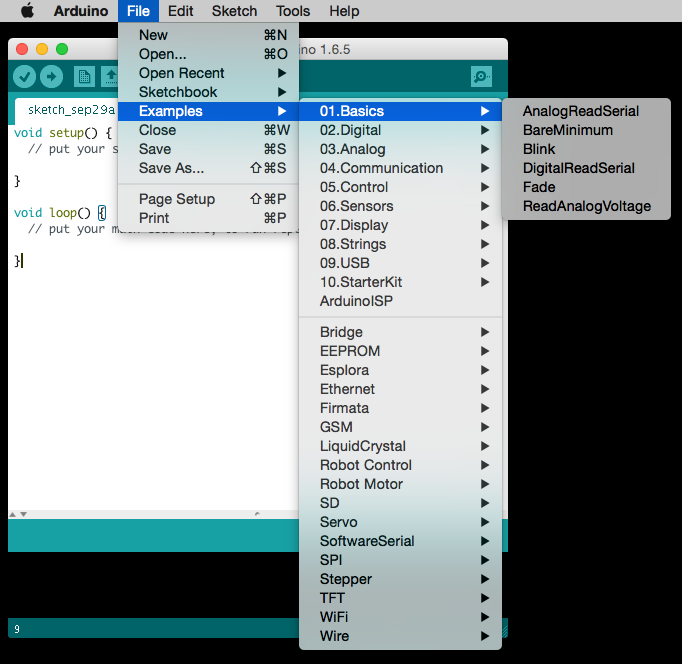 Arduino File Edit Sketch Tools Help
ino 1.6.5
New ⌘N
Open... ⌘O
Open Recent
Sketchbook
Examples
Close ⌘W
Save ⌘S
Save As... ⇧⌘S
Page Setup ⇧⌘P
Print ⌘P
01.Basics
02.Digital
03.Analog
04.Communication
05.Control
06.Sensors
07.Display
08.Strings
09.USB
10.StarterKit
ArduinoISP
Bridge
EEPROM
Esplora
Ethernet
Firmata
GSM
LiquidCrystal
Robot Control
Robot Motor
SD
Servo
SoftwareSerial
SPI
Stepper
TFT
WiFi
Wire
AnalogReadSerial
BareMinimum
Blink
DigitalReadSerial
Fade
ReadAnalogVoltage
sketch_sep29a
void setup() {
// put your s
}
void loop() {
// put your
}
9